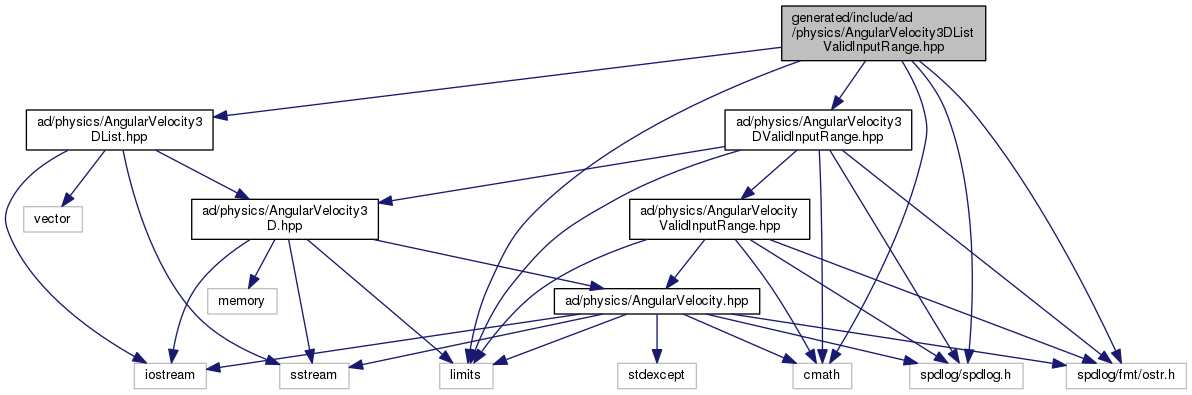 generated/include/ad
/physics/AngularVelocity3DList
ValidInputRange.hpp
ad/physics/AngularVelocity3
DList.hpp
ad/physics/AngularVelocity3
DValidInputRange.hpp
vector
ad/physics/AngularVelocity3
D.hpp
ad/physics/AngularVelocity
ValidInputRange.hpp
memory
ad/physics/AngularVelocity.hpp
iostream
sstream
limits
stdexcept
cmath
spdlog/spdlog.h
spdlog/fmt/ostr.h